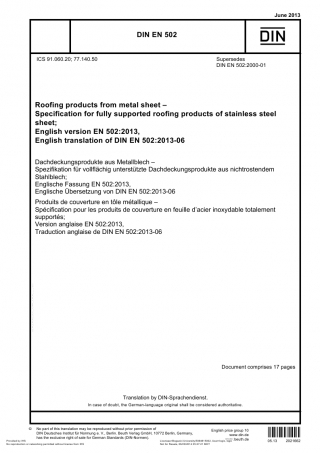 June 2013
DIN EN 502
DIN
ICS 91.060.20; 77.140.50
Supersedes
DIN EN 502:2000-01
Roofing products from metal sheet –
Specification for fully supported roofing products of stainless steel
sheet;
English version EN 502:2013,
English translation of DIN EN 502:2013-06
Dachdeckungsprodukte aus Metallblech –
Spezifikation für vollflächig unterstützte Dachdeckungsprodukte aus nichtrostendem
Stahlblech;
Englische Fassung EN 502:2013,
Englische Übersetzung von DIN EN 502:2013-06
Produits de couverture en tôle métallique –
Spécification pour les produits de couverture en feuille d'acier inoxydable totalement
supportés;
Version anglaise EN 502:2013,
Traduction anglaise de DIN EN 502:2013-06
Document comprises 17 pages
Translation by DIN-Sprachendienst.
In case of doubt, the German-language original shall be considered authoritative.
© No part of this translation may be reproduced without prior permission of
DIN Deutsches Institut für Normung e. V., Berlin. Beuth Verlag GmbH, 10772 Berlin, Germany,
has the exclusive right of sale for German Standards (DIN-Normen).
English price group 10
www.din.de
www.beuth.de